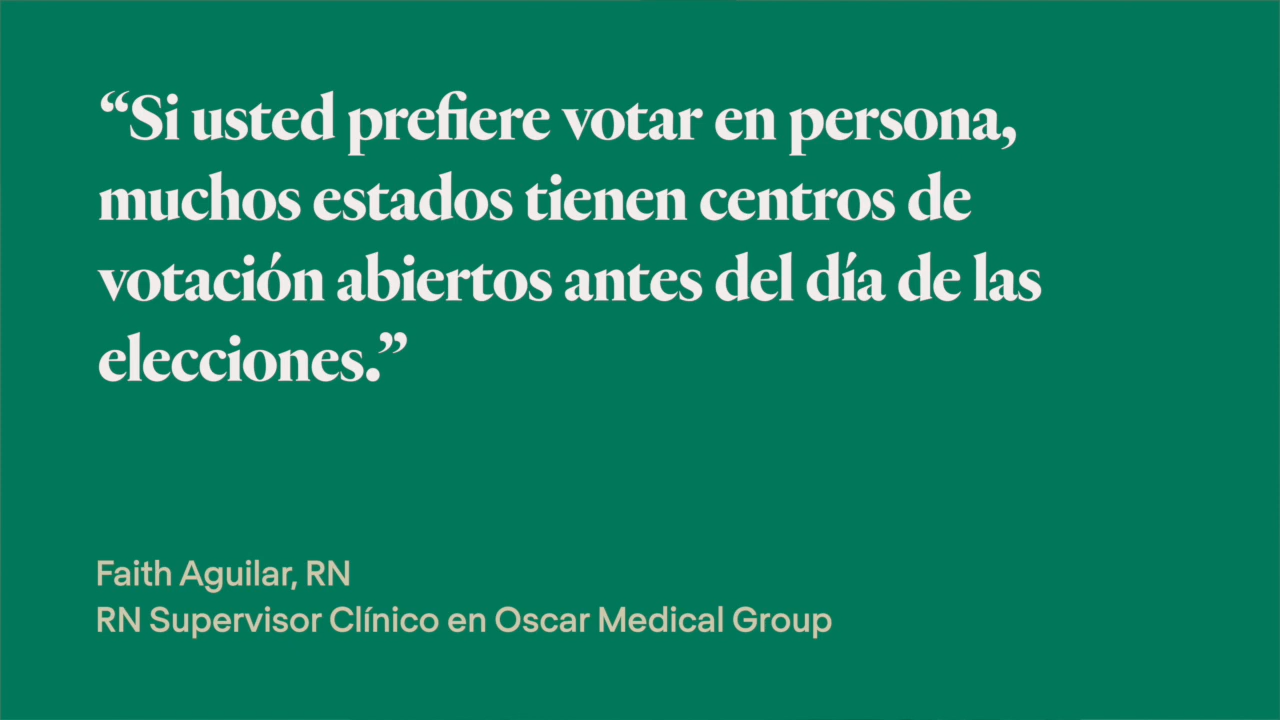 “Si usted prefiere votar en persona,
muchos estados tienen centros de
votación abiertos antes del día de las
elecciones.”
Faith Aguilar, RN
RN Supervisor Clínico en Oscar Medical Group